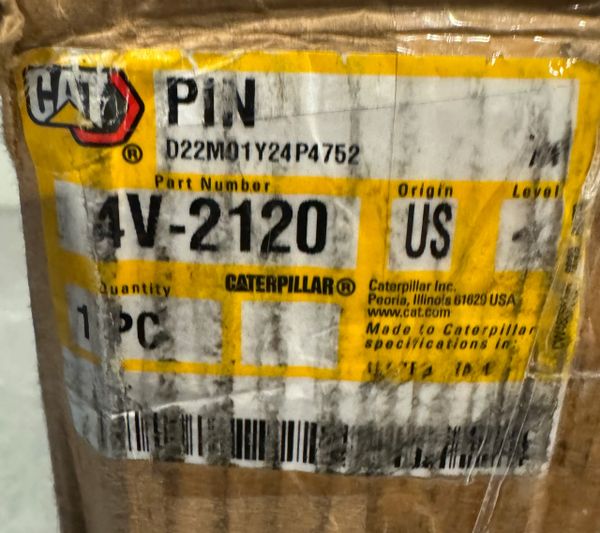 CAT
PIN
®
D22M01Y24P4752
Part Number
Origin
Level
4V-2120
US
Quantity
CATERPILLAR®
Caterpillar Inc.
Peoria, Illinois 61629 USA
www.cat.com
1 PC
Made to Caterpillar
specifications in: